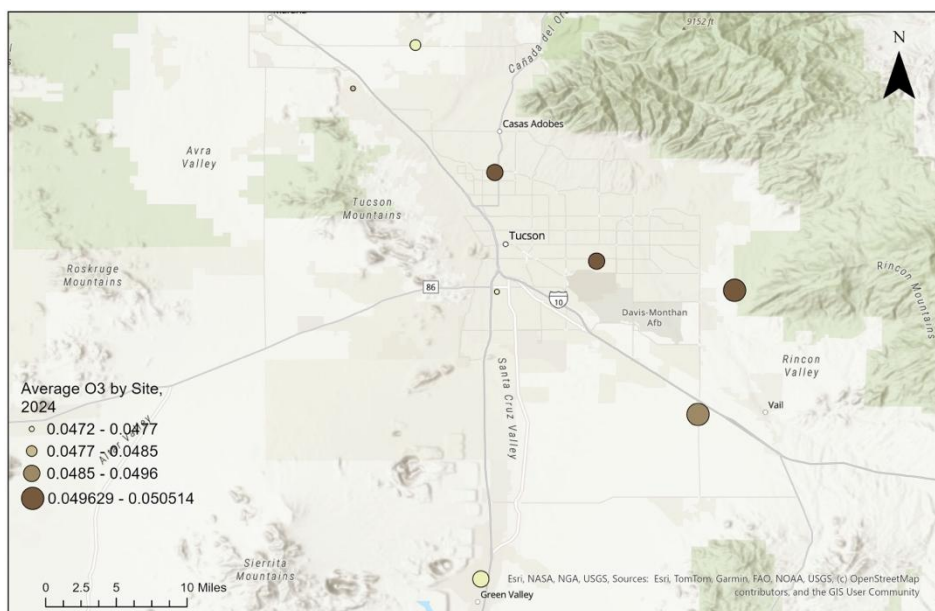 9152 ft
N
Cañada del Oro
Casas Adobes
Avra
Valley
Tucson
Mountains
Tucson
Roskruge
Mountains
86
10
Davis-Monthan
Afb
Rincon Mountains
Rincon
Valley
Santa Cruz Valley
Vail
Average O3 by Site,
2024
0.0472 - 0.0477
0.0477 - 0.0485
0.0485 - 0.0496
0.049629 - 0.050514
Altar Valley
Sierrita
Mountains
Green Valley
0 2.5 5 10 Miles
Esri, NASA, NGA, USGS, Sources: Esri, TomTom, Garmin, FAO, NOAA, USGS, (c) OpenStreetMap
contributors, and the GIS User Community